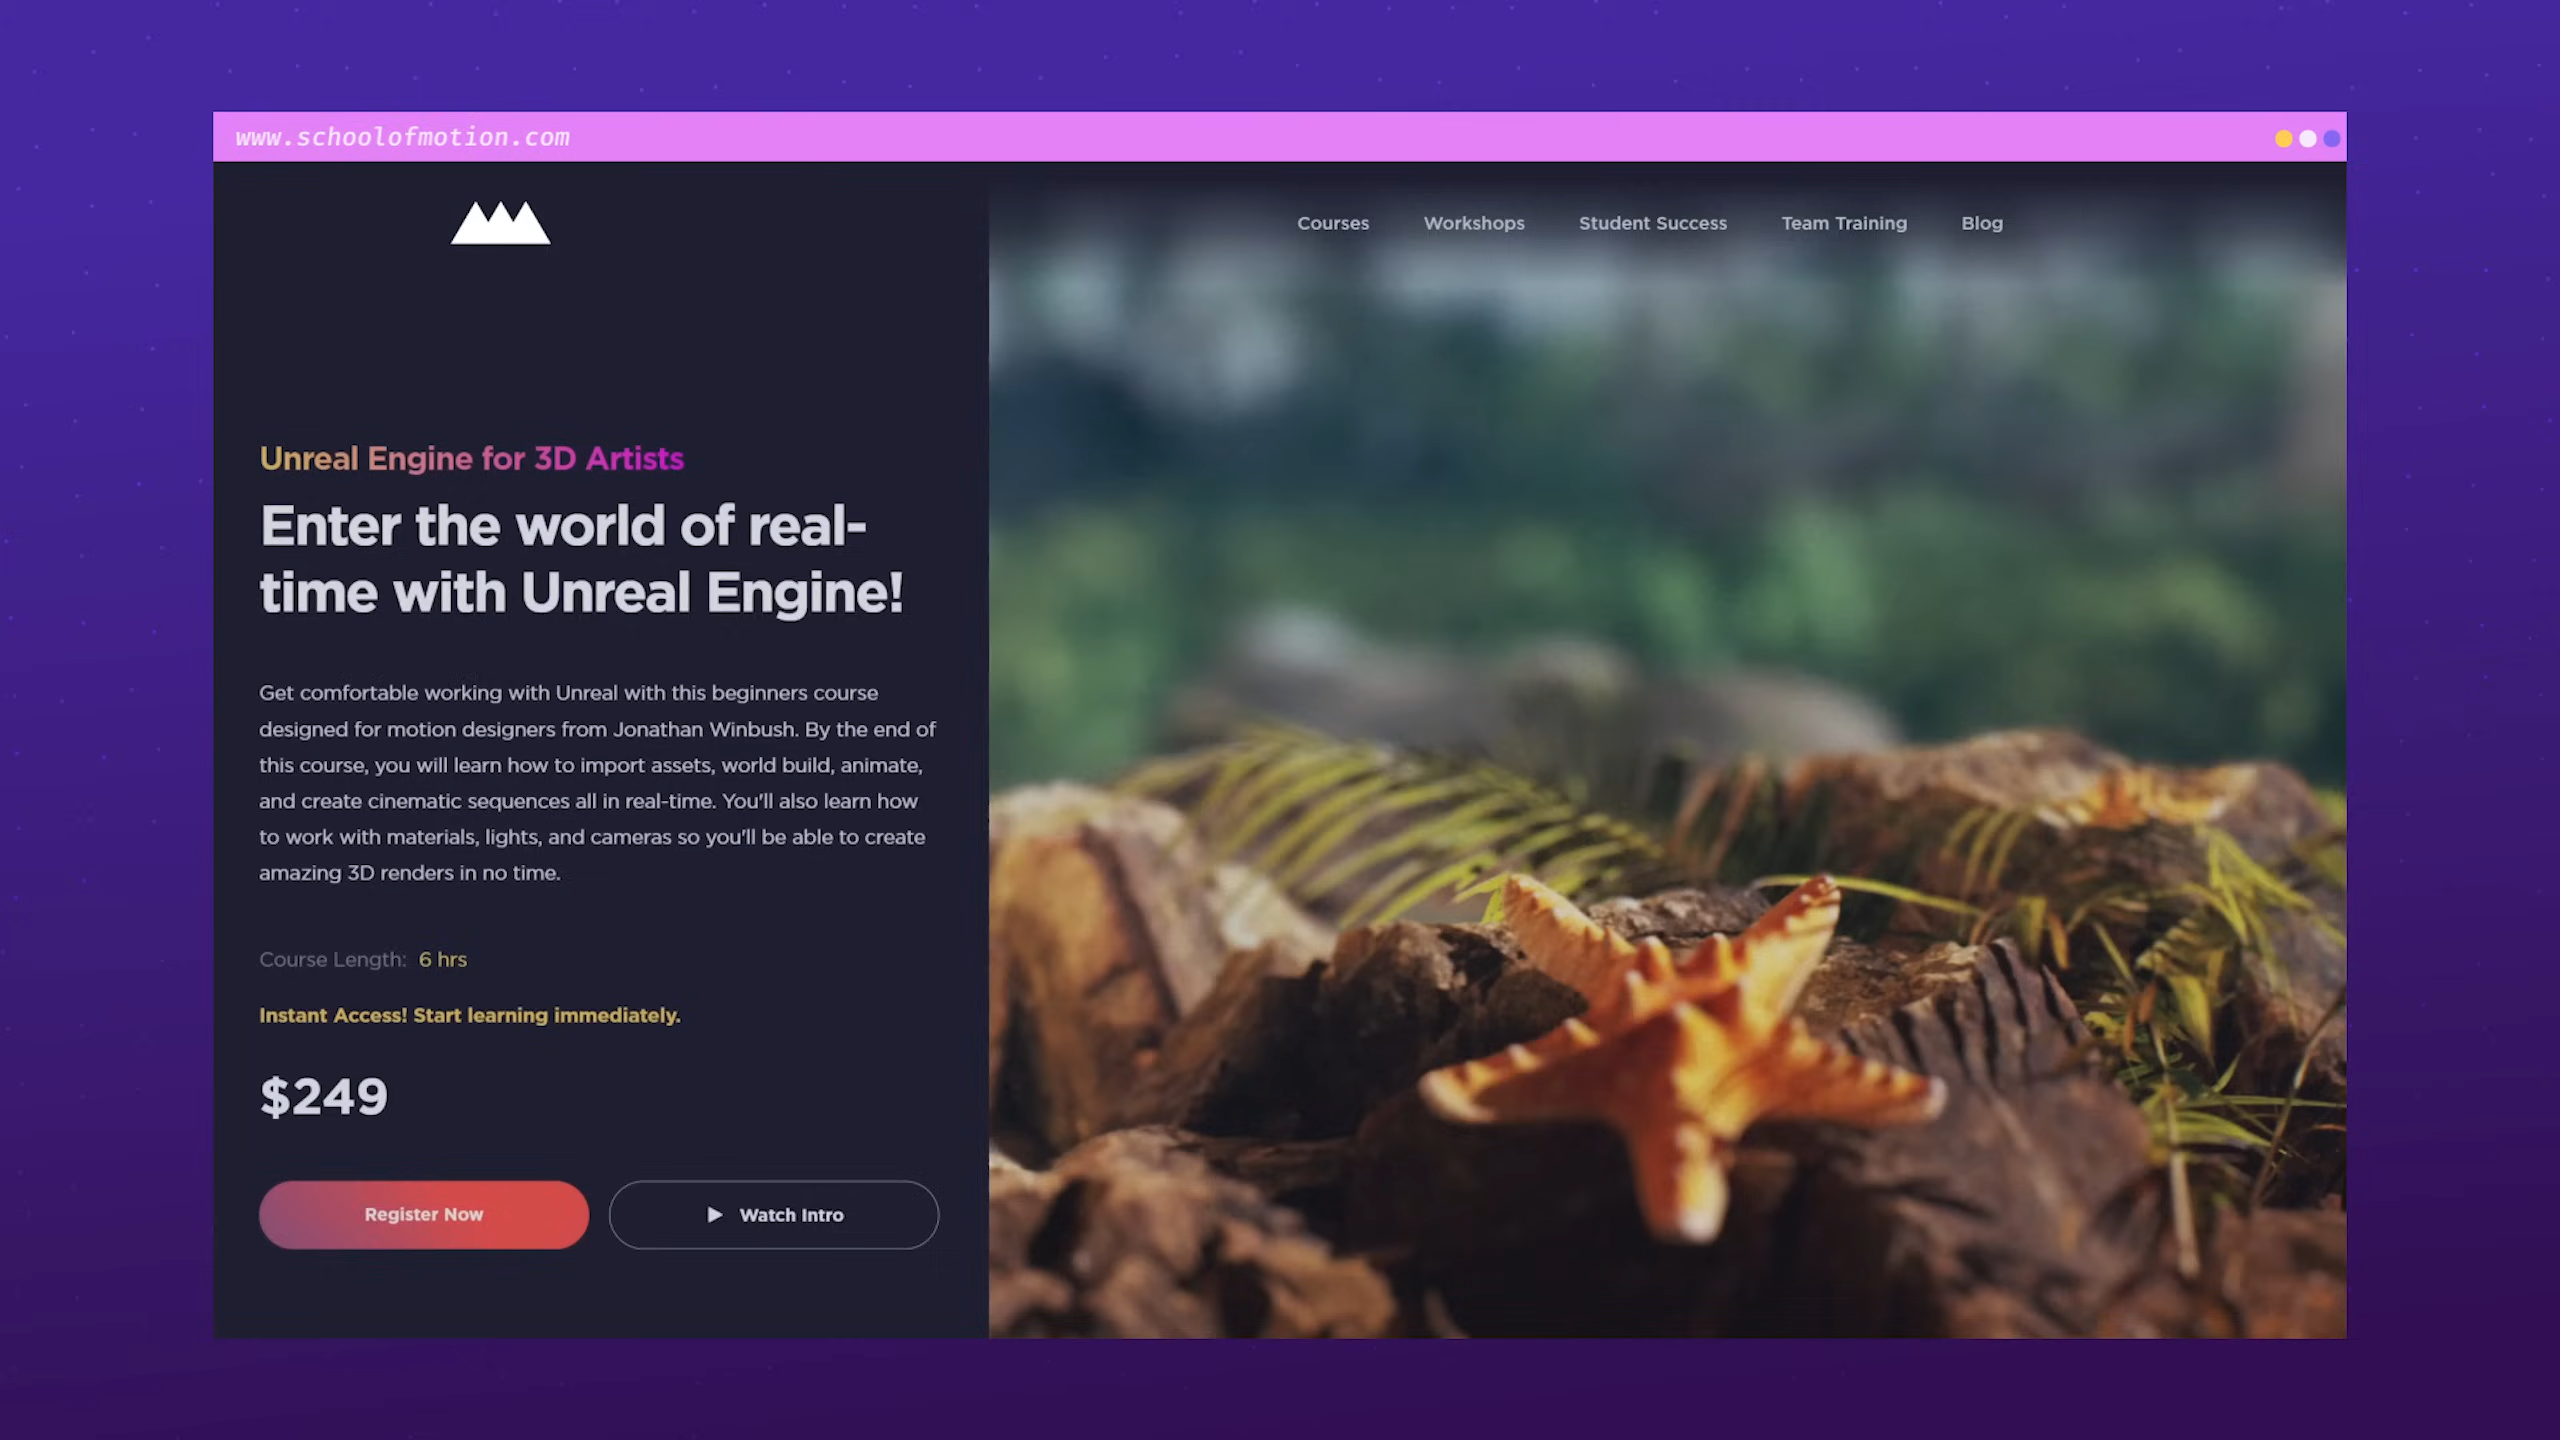 www.schoolofmotion.com
Courses Workshops Student Success Team Training Blog
Unreal Engine for 3D Artists
Enter the world of real-
time with Unreal Engine!
Get comfortable working with Unreal with this beginners course
designed for motion designers from Jonathan Winbush. By the end of
this course, you will learn how to import assets, world build, animate,
and create cinematic sequences all in real-time. You'll also learn how
to work with materials, lights, and cameras so you'll be able to create
amazing 3D renders in no time.
Course Length: 6 hrs
Instant Access! Start learning immediately.
$249
Register Now
Watch Intro